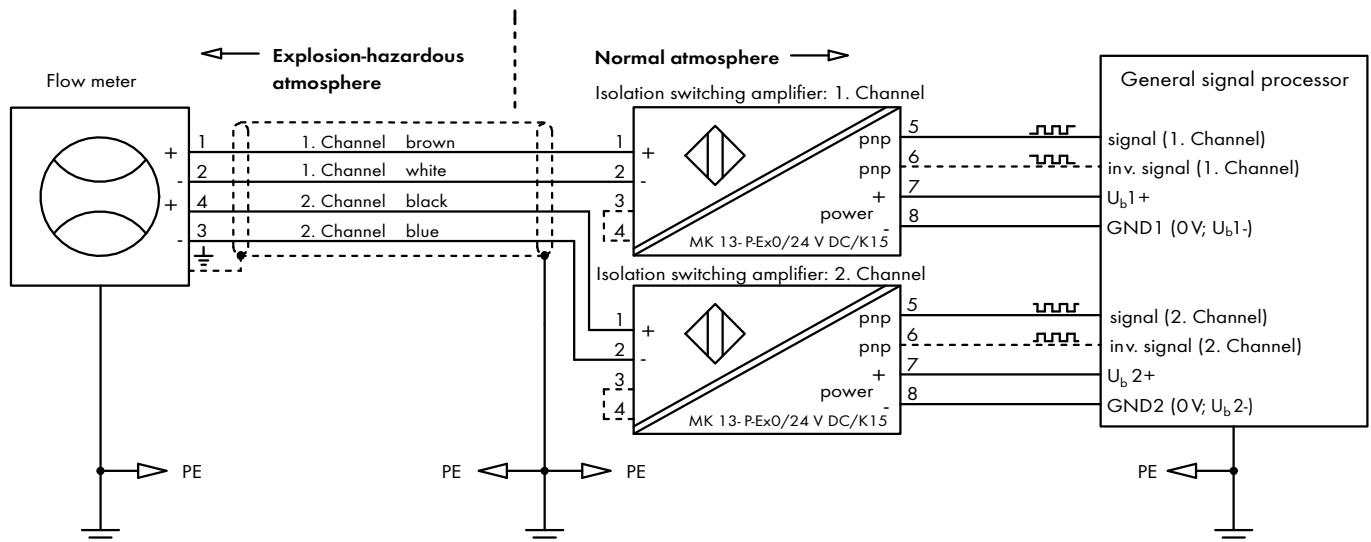 Explosion-hazardous
atmosphere
Normal atmosphere
Flow meter
Isolation switching amplifier: 1. Channel
General signal processor
+ 1 1. Channel brown
- 2 1. Channel white
+ 4 2. Channel black
- 3 2. Channel blue
1 +
2 -
3
4
pnp 5
pnp 6
+ 7
power
- 8
MK 13- P-Ex0/24 V DC/K15
signal (1. Channel)
inv. signal (1. Channel)
Ub1+
GND1 (0V; Ub1-)
Isolation switching amplifier: 2. Channel
1 +
2 -
3
4
pnp 5
pnp 6
+ 7
power
- 8
MK 13- P-Ex0/24 V DC/K15
signal (2. Channel)
inv. signal (2. Channel)
Ub 2+
GND2 (0V; Ub 2-)
PE
PE
PE
PE